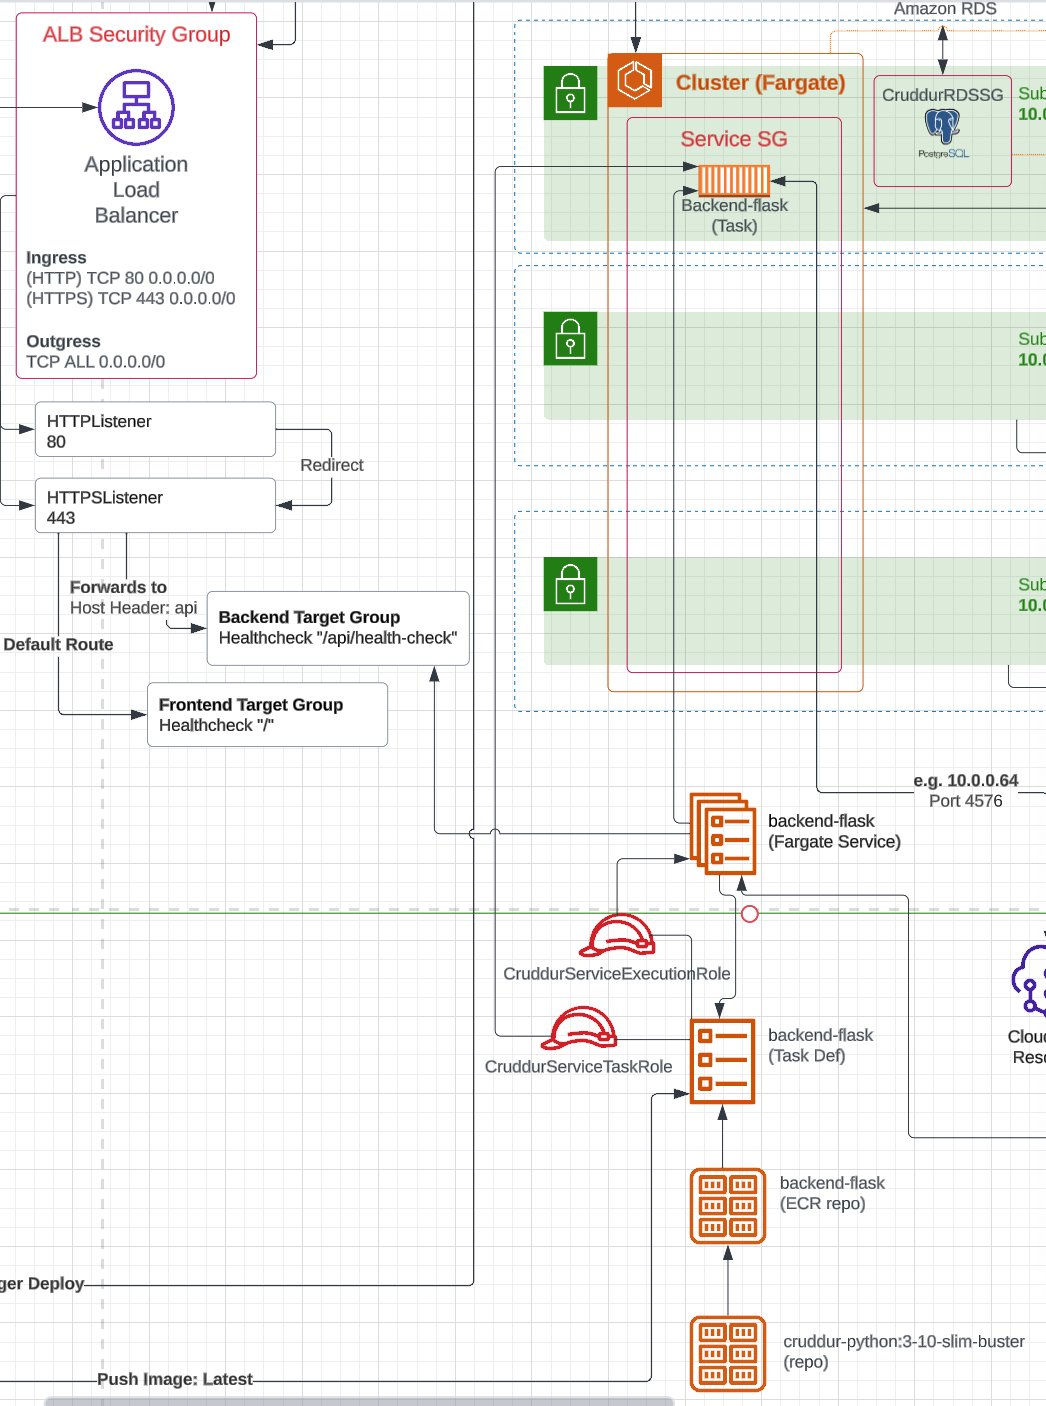 ALB Security Group
Application
Load
Balancer
Ingress
(HTTP) TCP 80 0.0.0.0/0
(HTTPS) TCP 443 0.0.0.0/0
Outgress
TCP ALL 0.0.0.0/0
HTTPListener
80
Redirect
HTTPSListener
443
Forwards to
Host Header: api
Default Route
Backend Target Group
Healthcheck "/api/health-check"
Frontend Target Group
Healthcheck "/"
Amazon RDS
Cluster (Fargate)
CruddurRDSSG
PostgreSQL
Sub
10.0
Service SG
Backend-flask
(Task)
Sub
10.0
Sub
10.0
e.g. 10.0.0.64
Port 4576
backend-flask
(Fargate Service)
CruddurServiceExecutionRole
CruddurServiceTaskRole
backend-flask
(Task Def)
Clou
Reso
backend-flask
(ECR repo)
ger Deploy
cruddur-python:3-10-slim-buster
(repo)
Push Image: Latest